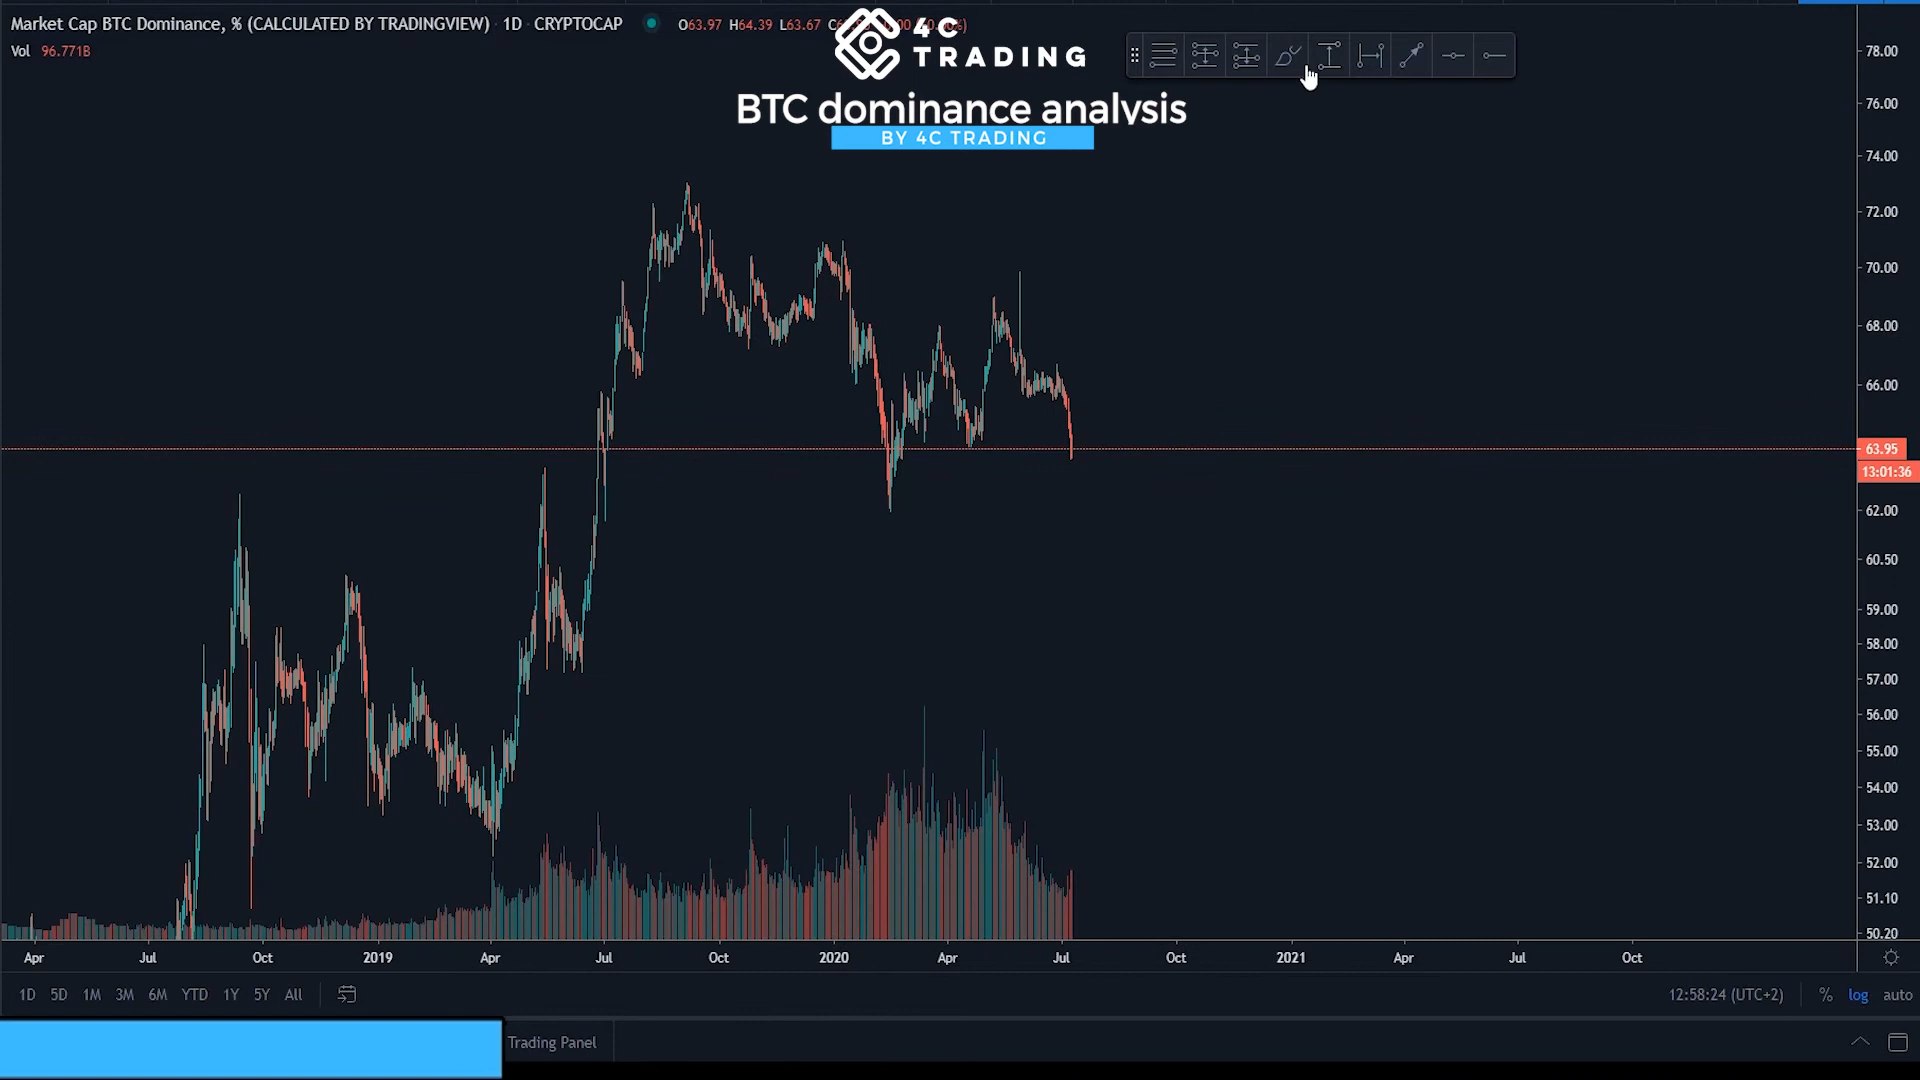 Market Cap BTC Dominance, % (CALCULATED BY TRADINGVIEW) · 1D · CRYPTOCAP O63.97 H64.39 L63.67
Vol 96.771B
4C
TRADING
BTC dominance analysis
BY 4C TRADING
78.00
76.00
74.00
72.00
70.00
68.00
66.00
63.95
13:01:36
62.00
60.50
59.00
58.00
57.00
56.00
55.00
54.00
53.00
52.00
51.10
50.20
Apr Jul Oct 2019 Apr Jul Oct 2020 Apr Jul Oct 2021 Apr Jul Oct
1D 5D 1M 3M 6M YTD 1Y 5Y All 12:58:24 (UTC+2) % log auto
Trading Panel